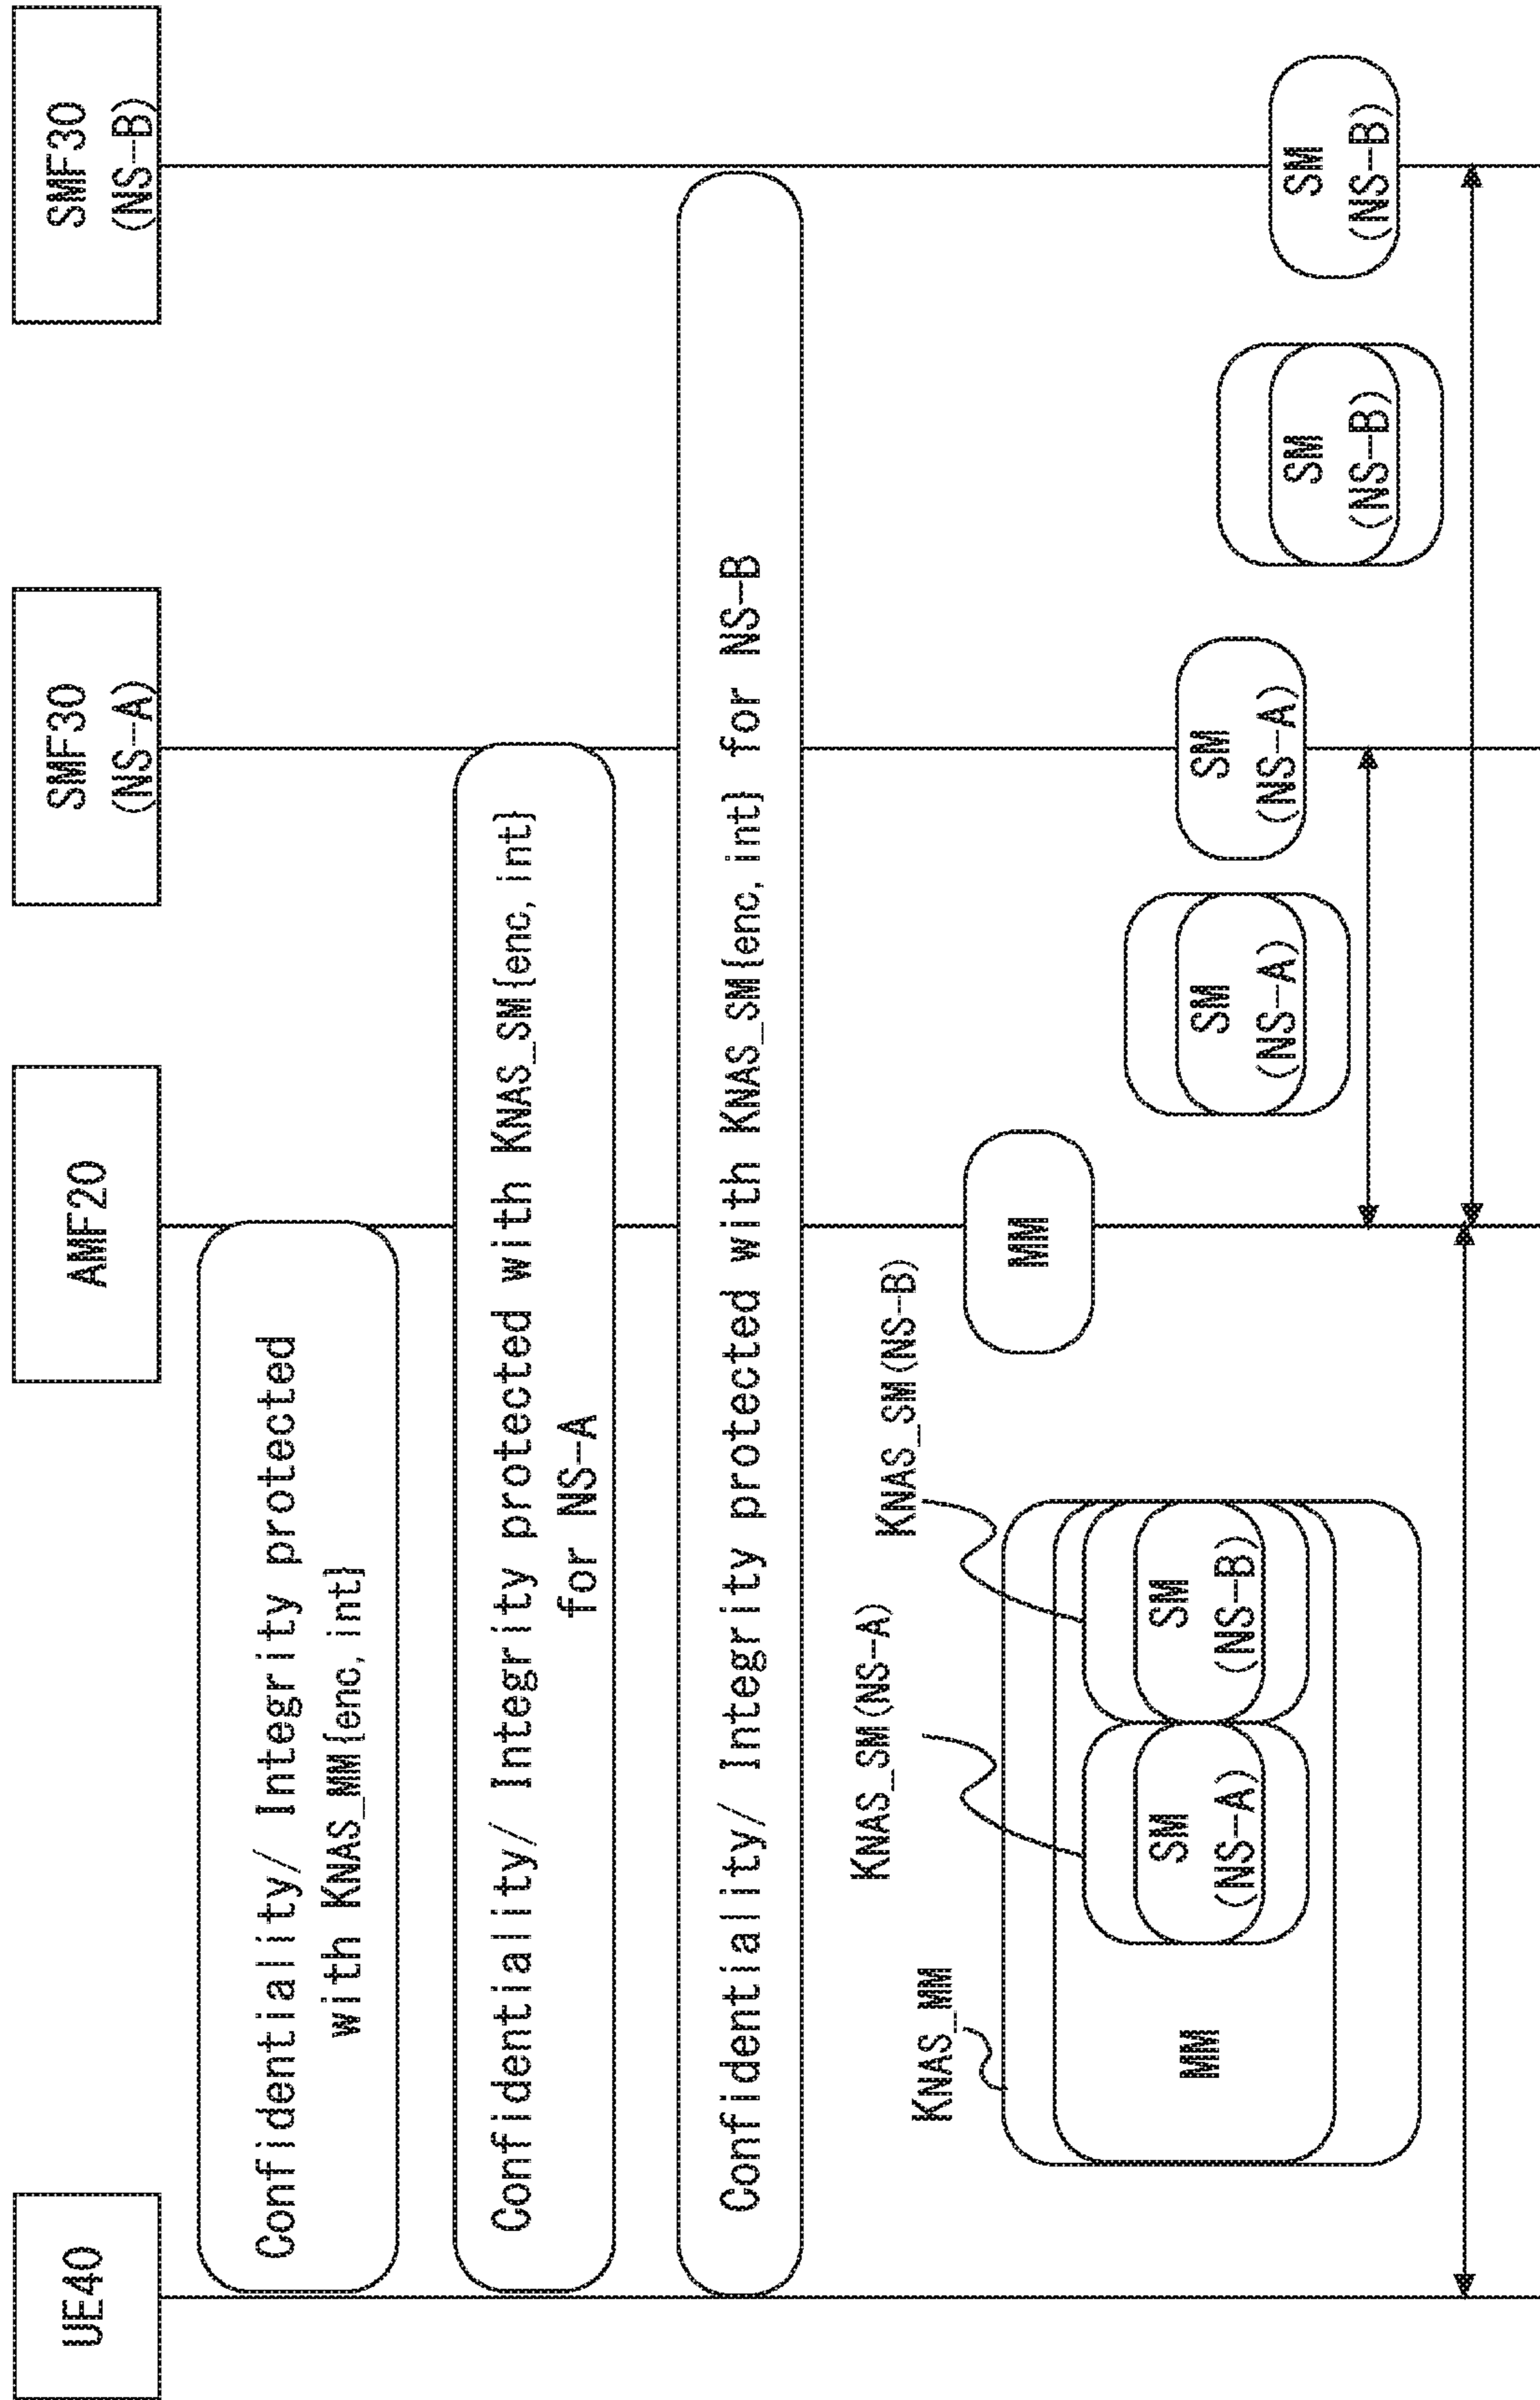 UE40
AMF20
SMF30
(NS-A)
SMF30
(NS-B)
Confidentiality/ Integrity protected
with KNAS_MM{enc, int}
Confidentiality/ Integrity protected with KNAS_SM{enc, int}
for NS-A
Confidentiality/ Integrity protected with KNAS_SM{enc, int} for NS-B
KNAS_MM
KNAS_SM(NS-A)
KNAS_SM(NS-B)
MM
SM
(NS-A)
SM
(NS-B)
MM
SM
(NS-A)
SM
(NS-A)
SM
(NS-B)
SM
(NS-B)